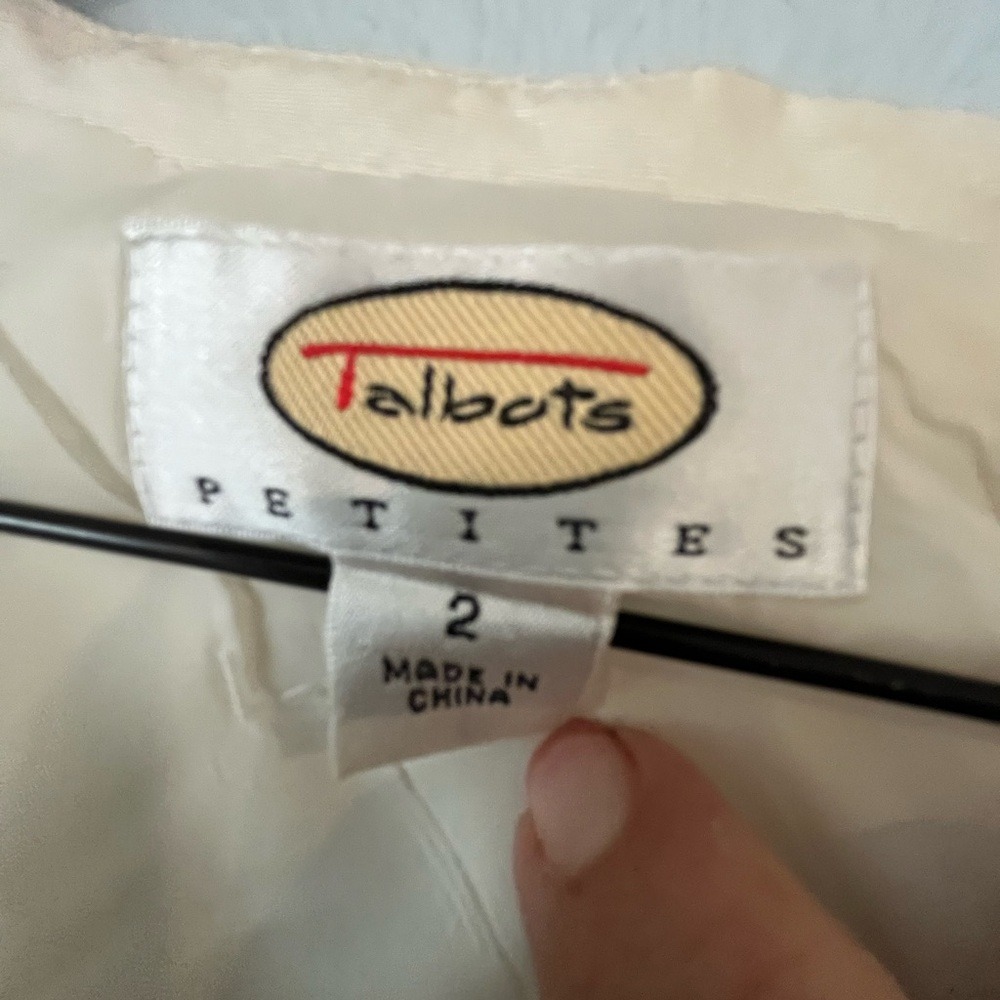 Talbots
PETITES
2
MADE IN
CHINA